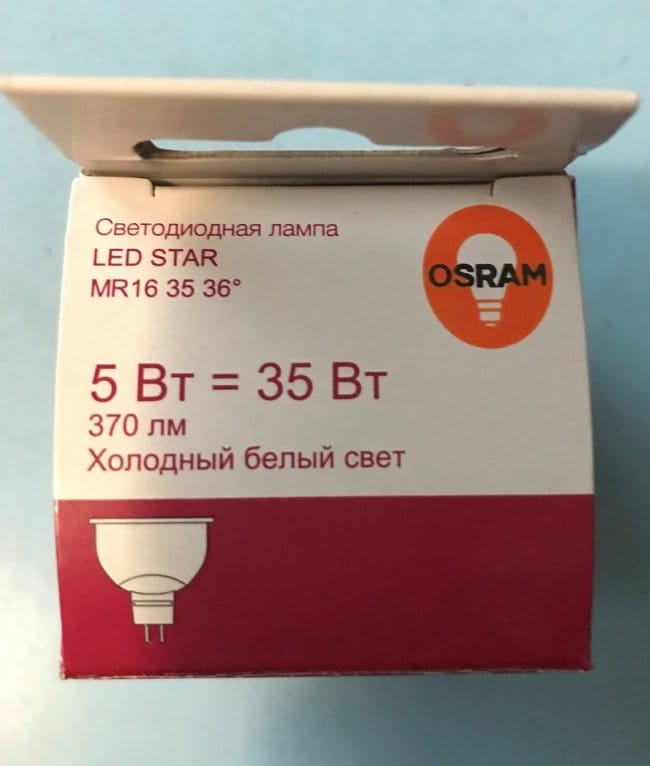 Светодиодная лампа
LED STAR
MR16 35 36°
OSRAM
5 Вт = 35 Вт
370 лм
Холодный белый свет